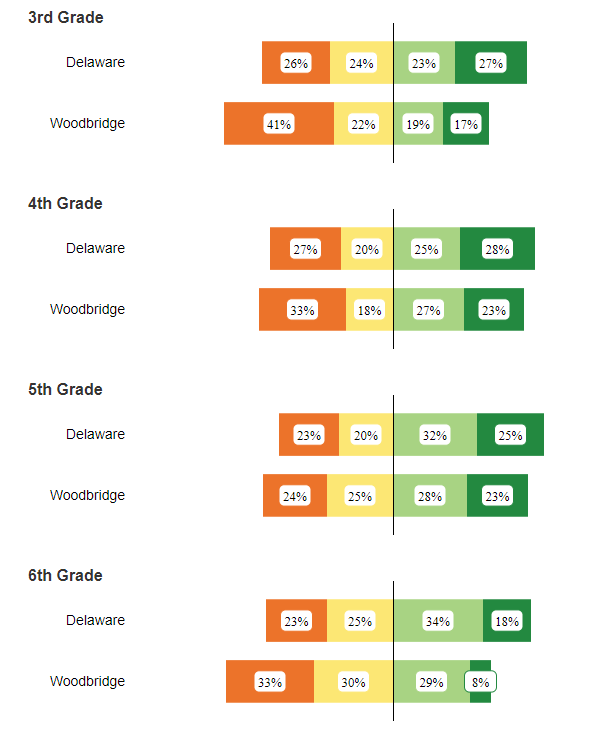 3rd Grade
Delaware 26% 24% 23% 27%
Woodbridge 41% 22% 19% 17%
4th Grade
Delaware 27% 20% 25% 28%
Woodbridge 33% 18% 27% 23%
5th Grade
Delaware 23% 20% 32% 25%
Woodbridge 24% 25% 28% 23%
6th Grade
Delaware 23% 25% 34% 18%
Woodbridge 33% 30% 29% 8%